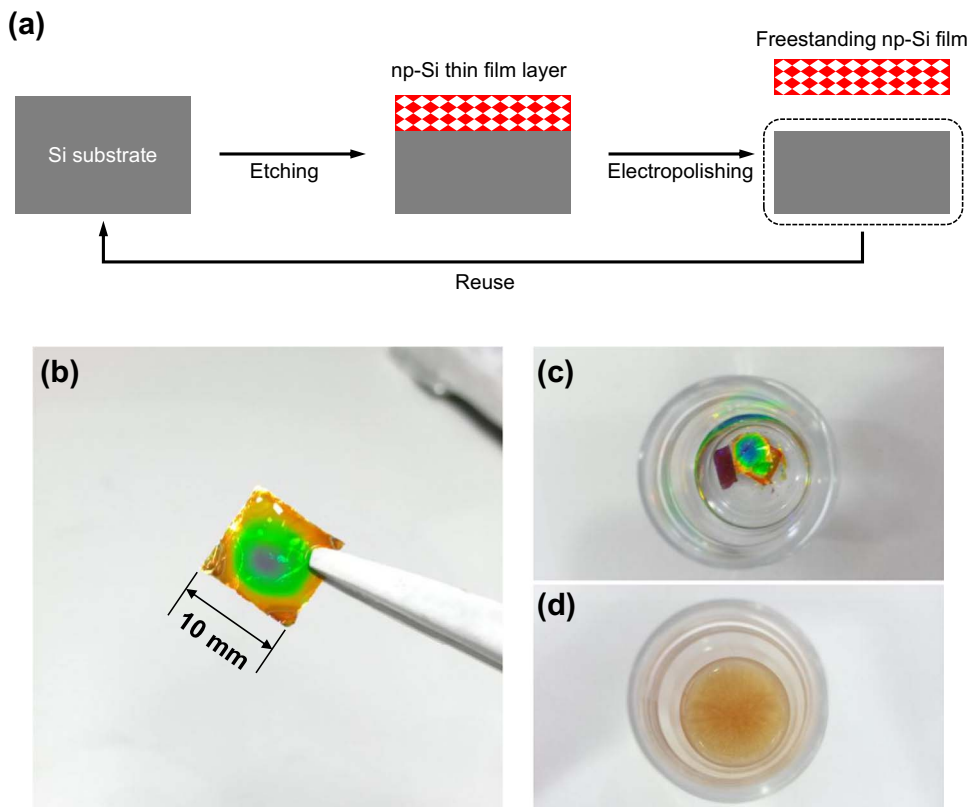 (a)
Freestanding np-Si film
np-Si thin film layer
Si substrate
Etching
Electropolishing
Reuse
(b)
10 mm
(c)
(d)